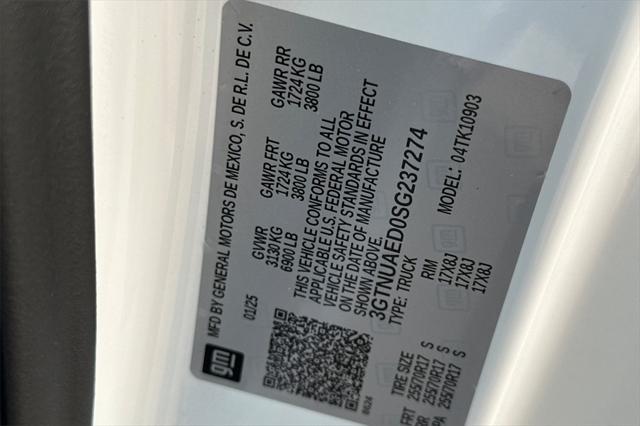 MFD BY GENERAL MOTORS DE MEXICO, S. DE R.L. DE C.V.
01/25
GVWR GAWR FRT GAWR RR
3130 KG 1724 KG 1724 KG
6900 LB 3800 LB 3800 LB
THIS VEHICLE CONFORMS TO ALL
APPLICABLE U.S. FEDERAL MOTOR
VEHICLE SAFETY STANDARDS IN EFFECT
ON THE DATE OF MANUFACTURE
SHOWN ABOVE.
3GTNUAED0SG237274
TYPE: TRUCK MODEL: 04TK10903
TIRE SIZE RIM
FRT 255/70R17 S 17X8J
RR 255/70R17 S 17X8J
255/70R17 S 17X8J
gm